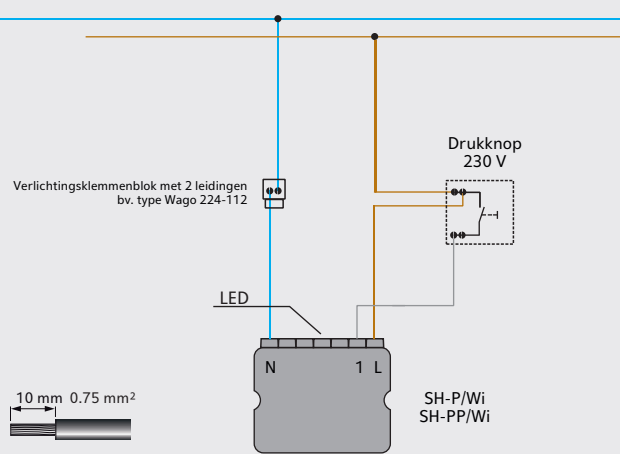 Drukknop
230 V
Verlichtingsklemmenblok met 2 leidingen
bv. type Wago 224-112
LED
N
1 L
SH-P/Wi
SH-PP/Wi
10 mm 0.75 mm²